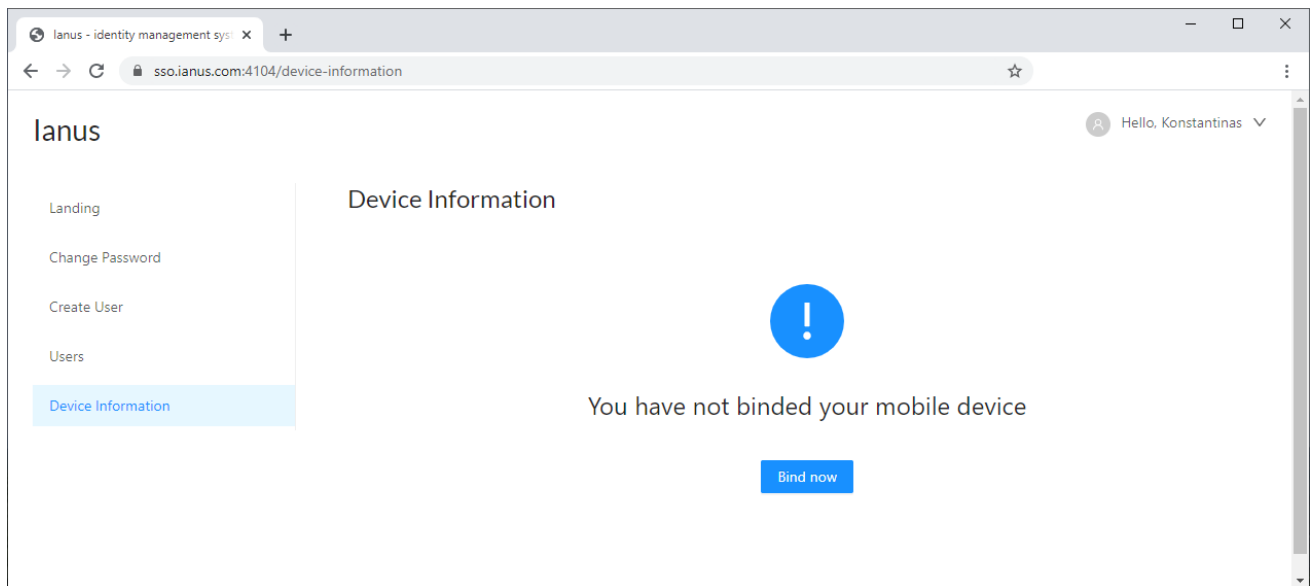 Ianus - identity management sys
sso.ianus.com:4104/device-information
Ianus
Hello, Konstantinas
Landing
Change Password
Create User
Users
Device Information
Device Information
You have not binded your mobile device
Bind now